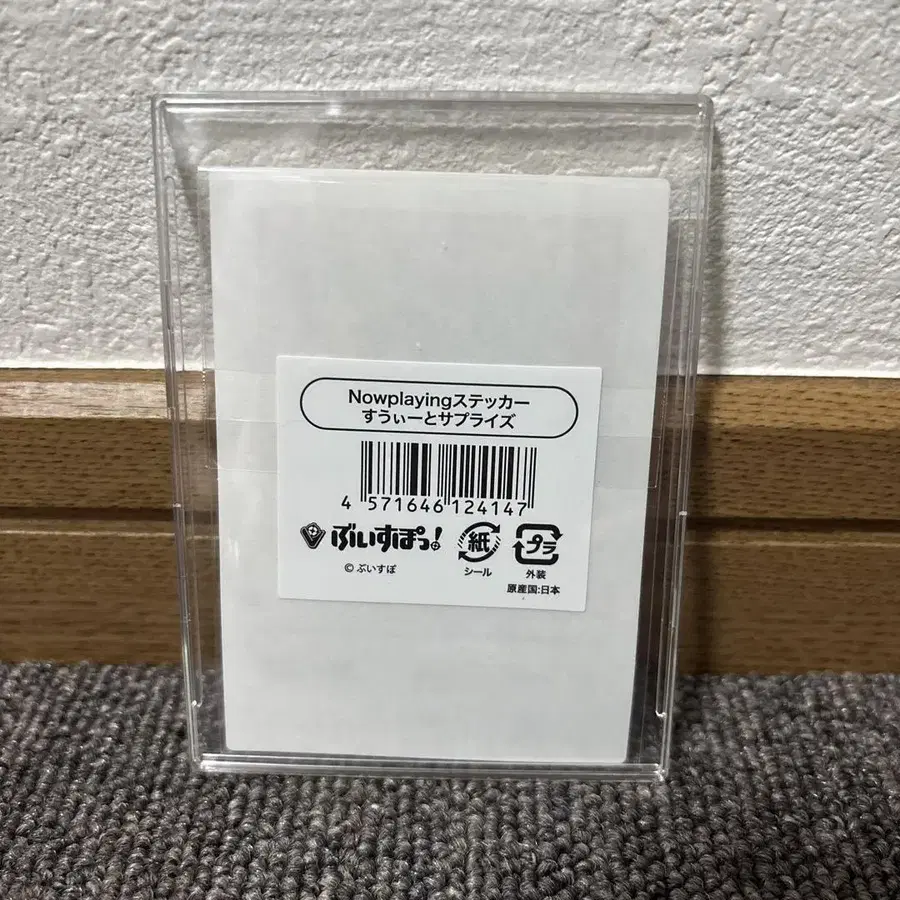 Nowplayingステッカー
すうぃーとサプライズ
4 571646 124147
ぶいすぽっ!
紙 プラ
シール 外装
© ぶいすぽ
原産国:日本